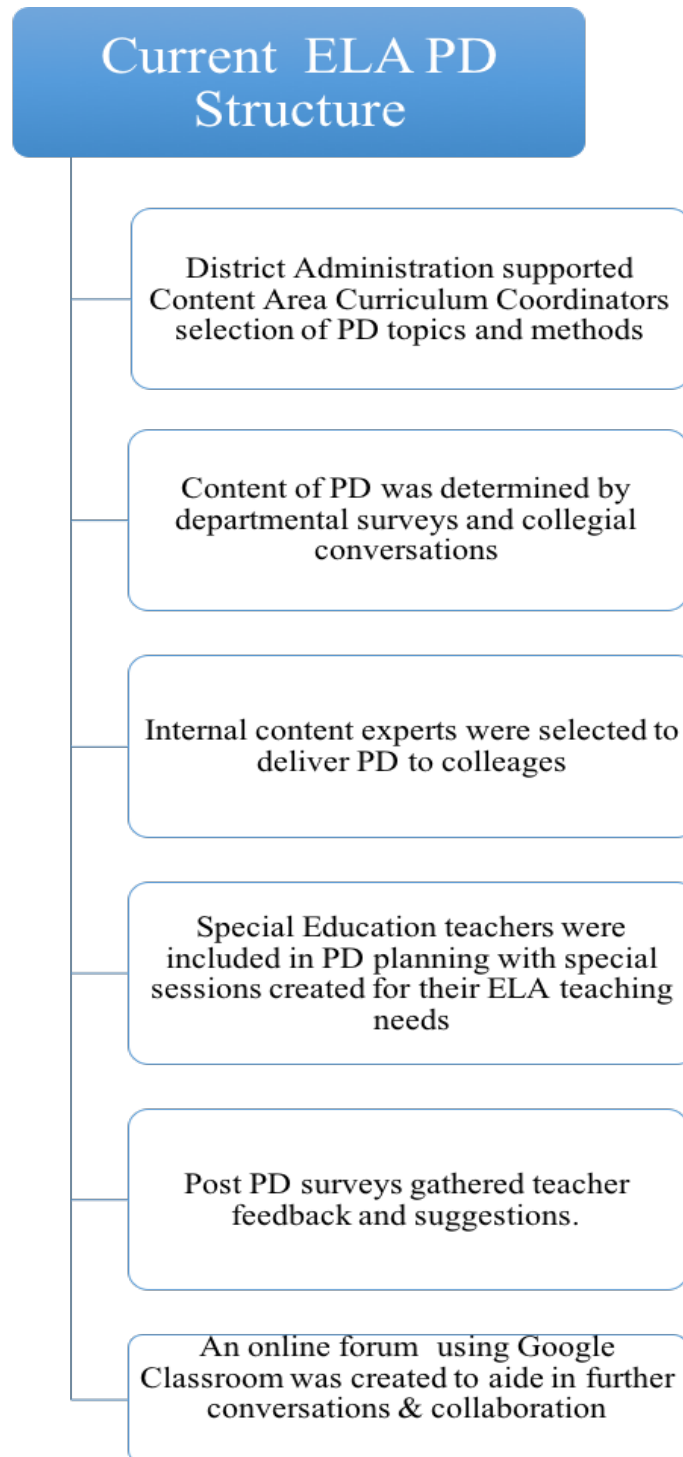 Current ELA PD
Structure
District Administration supported
Content Area Curriculum Coordinators
selection of PD topics and methods
Content of PD was determined by
departmental surveys and collegial
conversations
Internal content experts were selected to
deliver PD to colleages
Special Education teachers were
included in PD planning with special
sessions created for their ELA teaching
needs
Post PD surveys gathered teacher
feedback and suggestions.
An online forum using Google
Classroom was created to aide in further
conversations & collaboration